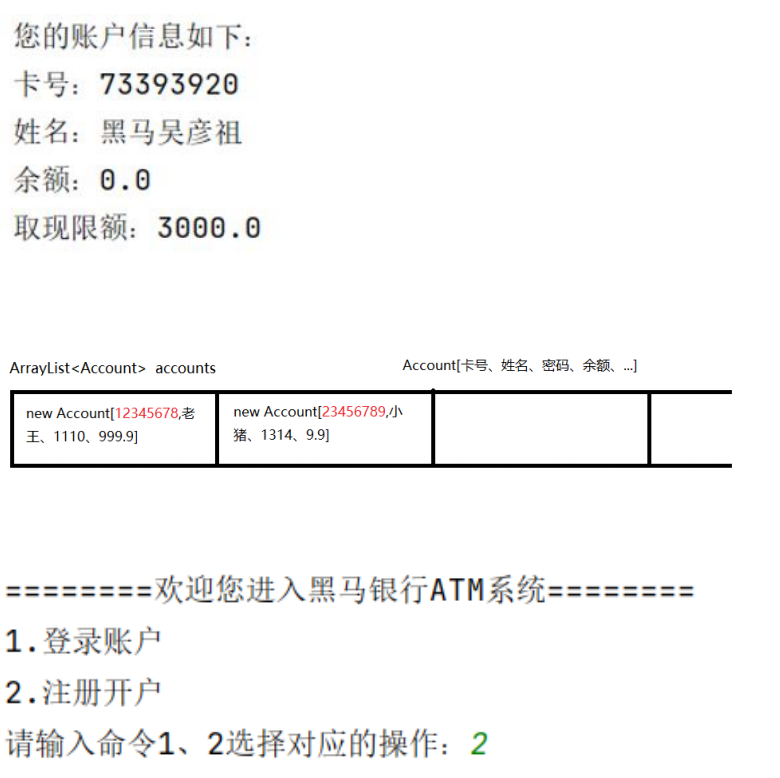 您的账户信息如下：
卡号：73393920
姓名：黑马吴彦祖
余额：0.0
取现限额：3000.0
ArrayList<Account> accounts
Account[卡号、姓名、密码、余额、...]
new Account[12345678,老
王、1110、999.9]
new Account[23456789,小
猪、1314、9.9]
========欢迎您进入黑马银行ATM系统========
1.登录账户
2.注册开户
请输入命令1、2选择对应的操作：2